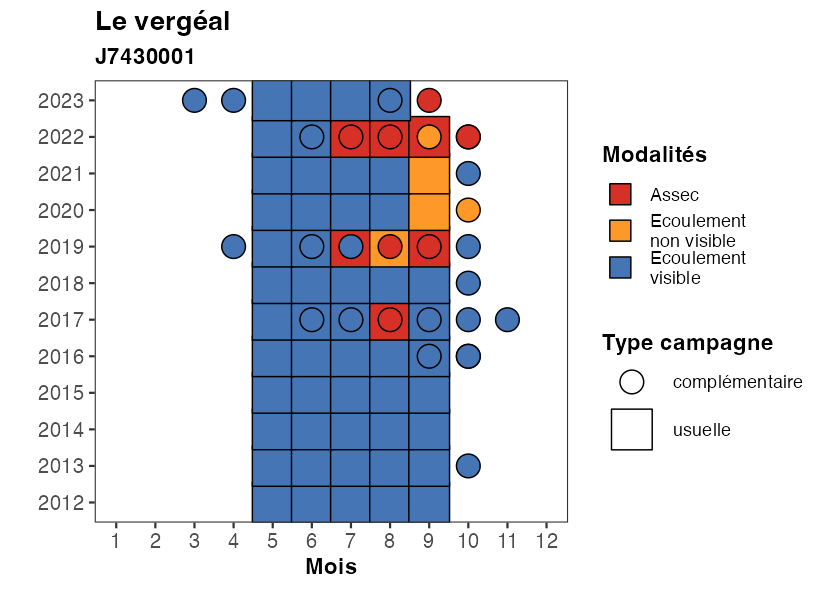 Le vergéal
J7430001
2023
2022
2021
2020
2019
2018
2017
2016
2015
2014
2013
2012
1 2 3 4 5 6 7 8 9 10 11 12
Mois
Modalités
Assec
Ecoulement
non visible
Ecoulement
visible
Type campagne
complémentaire
usuelle